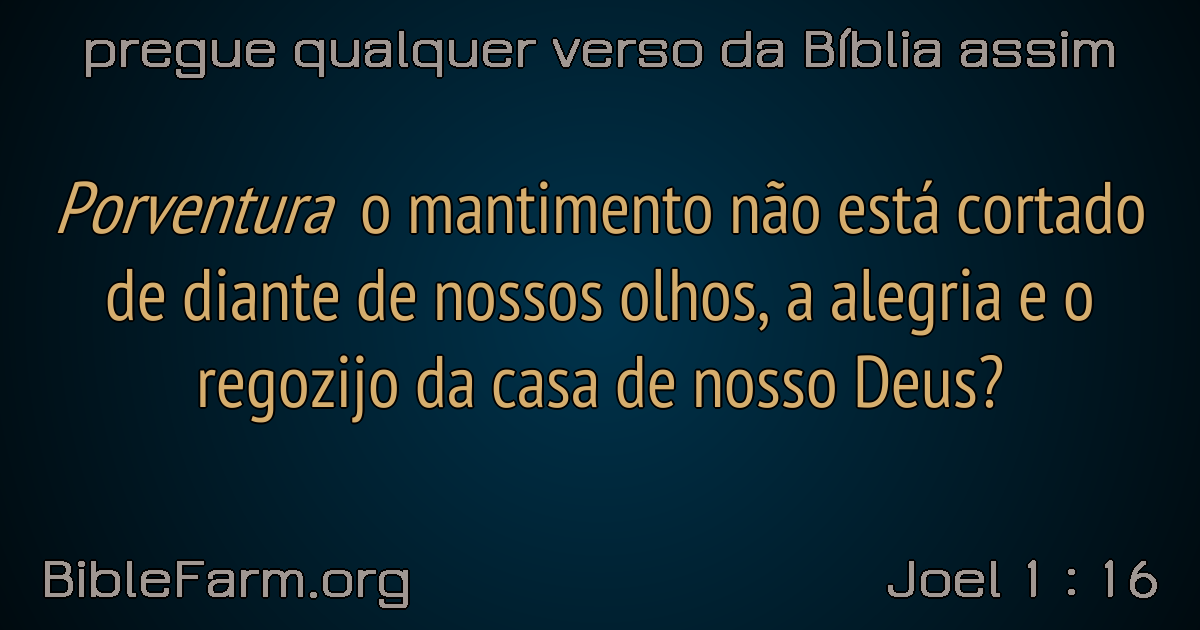 pregue qualquer verso da Bíblia assim
Porventura o mantimento não está cortado
de diante de nossos olhos, a alegria e o
regozijo da casa de nosso Deus?
BibleFarm.org
Joel 1 : 16